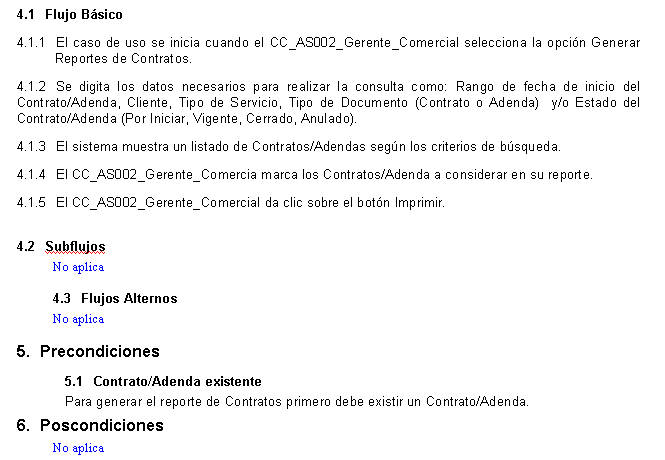 4.1 Flujo Básico
4.1.1 El caso de uso se inicia cuando el CC_AS002_Gerente_Comercial selecciona la opción Generar
Reportes de Contratos.
4.1.2 Se digita los datos necesarios para realizar la consulta como: Rango de fecha de inicio del
Contrato/Adenda, Cliente, Tipo de Servicio, Tipo de Documento (Contrato o Adenda) y/o Estado del
Contrato/Adenda (Por Iniciar, Vigente, Cerrado, Anulado).
4.1.3 El sistema muestra un listado de Contratos/Adendas según los criterios de búsqueda.
4.1.4 El CC_AS002_Gerente_Comercia marca los Contratos/Adenda a considerar en su reporte.
4.1.5 El CC_AS002_Gerente_Comercial da clic sobre el botón Imprimir.
4.2 Subflujos
No aplica
4.3 Flujos Alternos
No aplica
5. Precondiciones
5.1 Contrato/Adenda existente
Para generar el reporte de Contratos primero debe existir un Contrato/Adenda.
6. Poscondiciones
No aplica